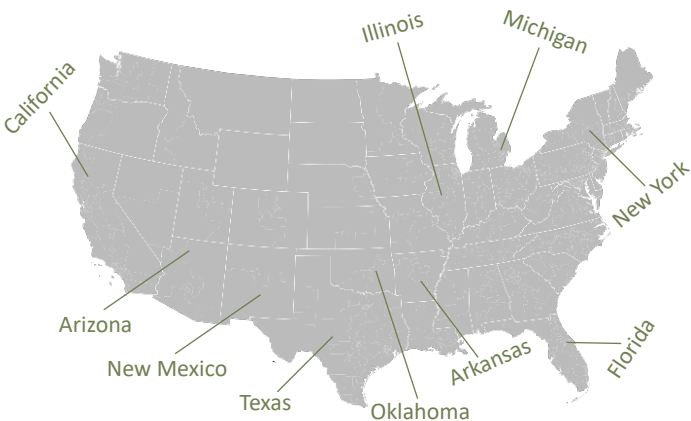 Illinois
Michigan
California
New York
Arizona
New Mexico
Texas
Oklahoma
Arkansas
Florida